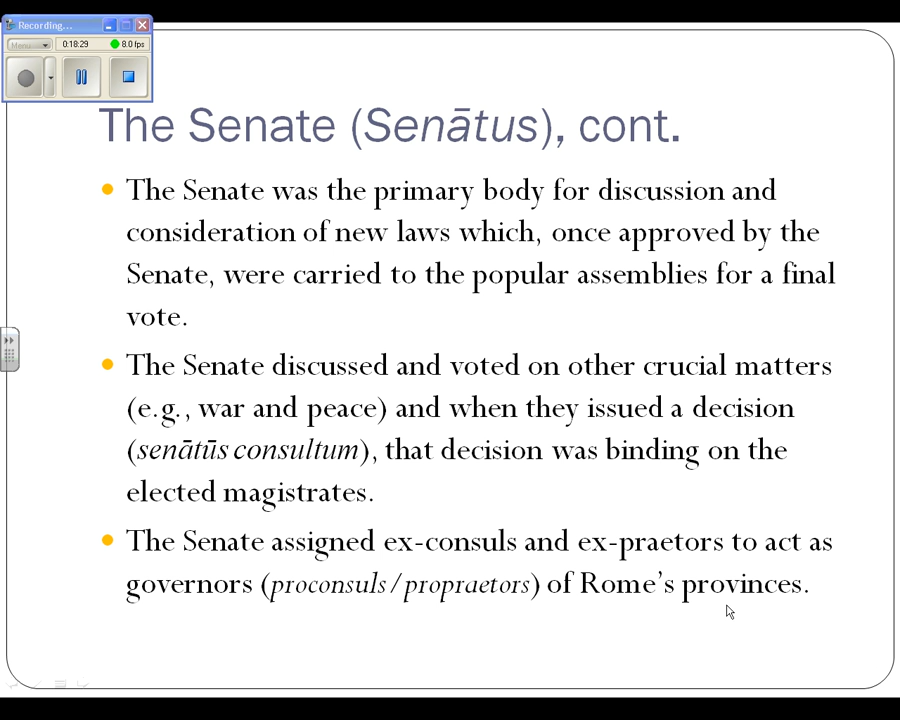 Recording...
Menu
0:18:29
8.0 fps
The Senate (Senātus), cont.
The Senate was the primary body for discussion and
consideration of new laws which, once approved by the
Senate, were carried to the popular assemblies for a final
vote.
The Senate discussed and voted on other crucial matters
(e.g., war and peace) and when they issued a decision
(senātūs consultum), that decision was binding on the
elected magistrates.
The Senate assigned ex-consuls and ex-praetors to act as
governors (proconsuls/propraetors) of Rome's provinces.